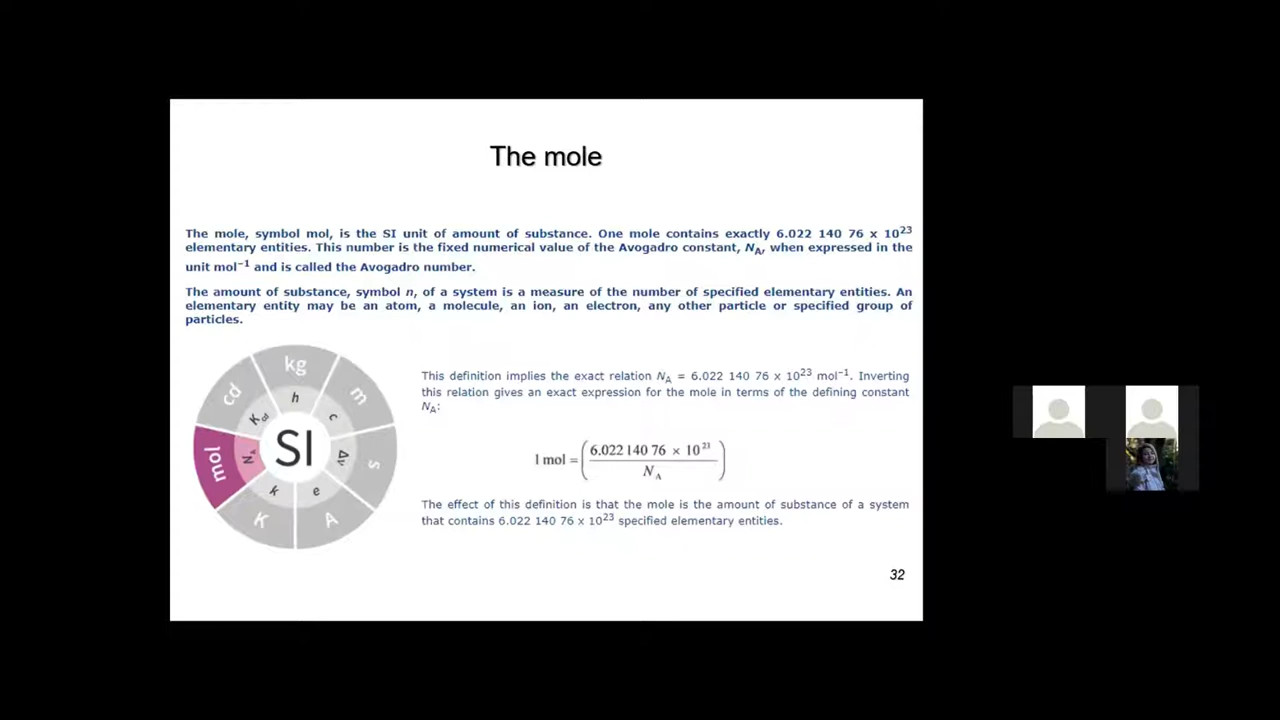 The mole
The mole, symbol mol, is the SI unit of amount of substance. One mole contains exactly 6.022 140 76 x 10²³
elementary entities. This number is the fixed numerical value of the Avogadro constant, N_A, when expressed in the
unit mol⁻¹ and is called the Avogadro number.
The amount of substance, symbol n, of a system is a measure of the number of specified elementary entities. An
elementary entity may be an atom, a molecule, an ion, an electron, any other particle or specified group of
particles.
kg
m
s
A
K
mol
cd
h
c
Δν
e
k
N_A
K_cd
SI
This definition implies the exact relation N_A = 6.022 140 76 x 10²³ mol⁻¹. Inverting
this relation gives an exact expression for the mole in terms of the defining constant
N_A:
1 mol = (6.022 140 76 × 10²³ / N_A)
The effect of this definition is that the mole is the amount of substance of a system
that contains 6.022 140 76 x 10²³ specified elementary entities.
32